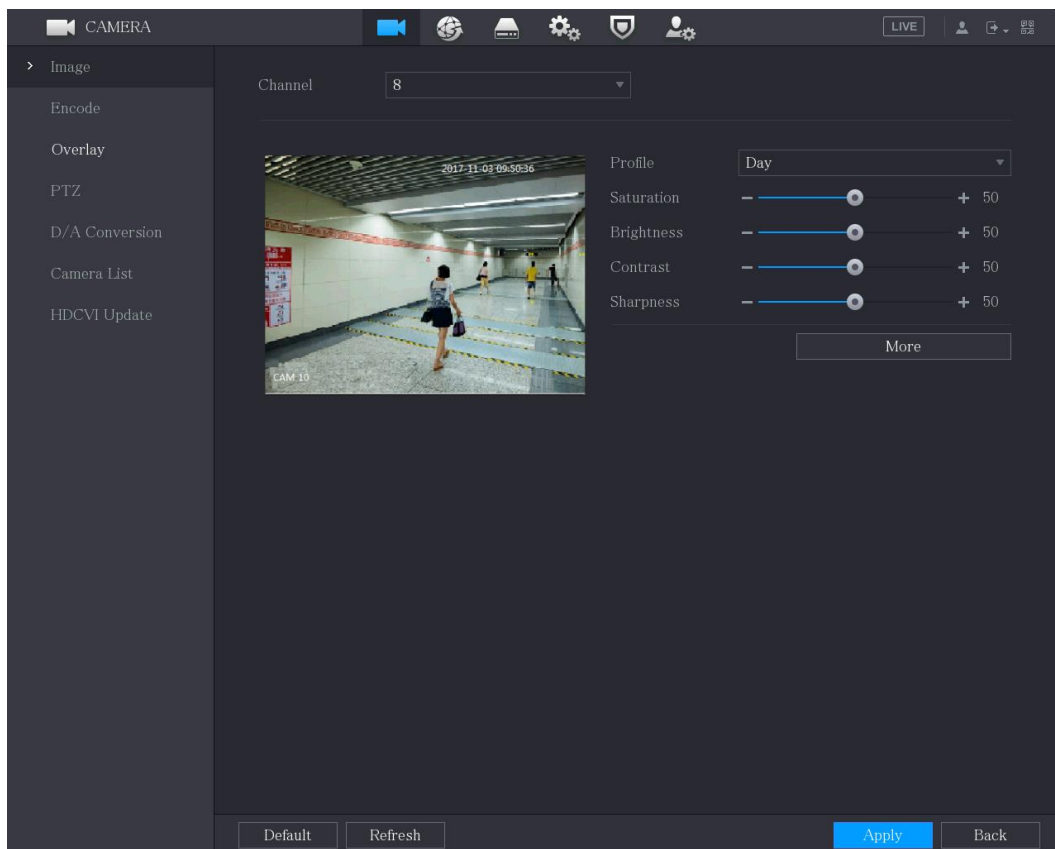 CAMERA
LIVE
Image
Encode
Overlay
PTZ
D/A Conversion
Camera List
HDCVI Update
Channel
8
2017-11-03 09:50:36
CAM 10
Profile
Day
Saturation
50
Brightness
50
Contrast
50
Sharpness
50
More
Default
Refresh
Apply
Back